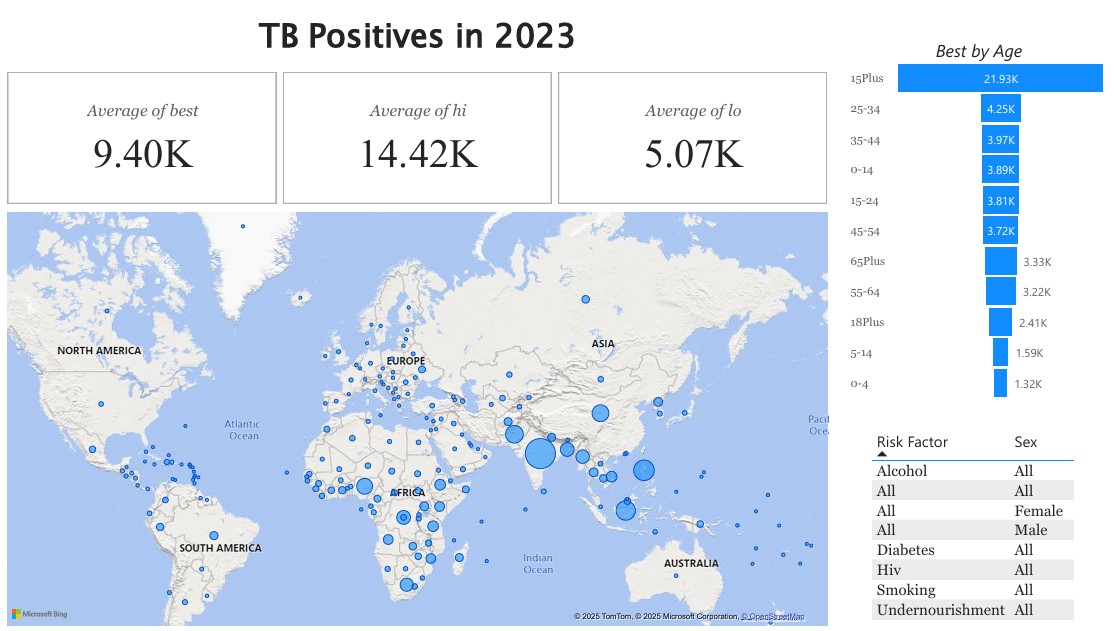 TB Positives in 2023
Average of best
9.40K
Average of hi
14.42K
Average of lo
5.07K
NORTH AMERICA
EUROPE
ASIA
Atlantic
Ocean
AFRICA
SOUTH AMERICA
Indian
Ocean
AUSTRALIA
Microsoft Bing
© 2025 TomTom, © 2025 Microsoft Corporation, © OpenStreetMap
Best by Age
15Plus 21.93K
25-34 4.25K
35-44 3.97K
0-14 3.89K
15-24 3.81K
45-54 3.72K
65Plus 3.33K
55-64 3.22K
18Plus 2.41K
5-14 1.59K
0-4 1.32K
Risk Factor Sex
Alcohol All
All All
All Female
All Male
Diabetes All
Hiv All
Smoking All
Undernourishment All